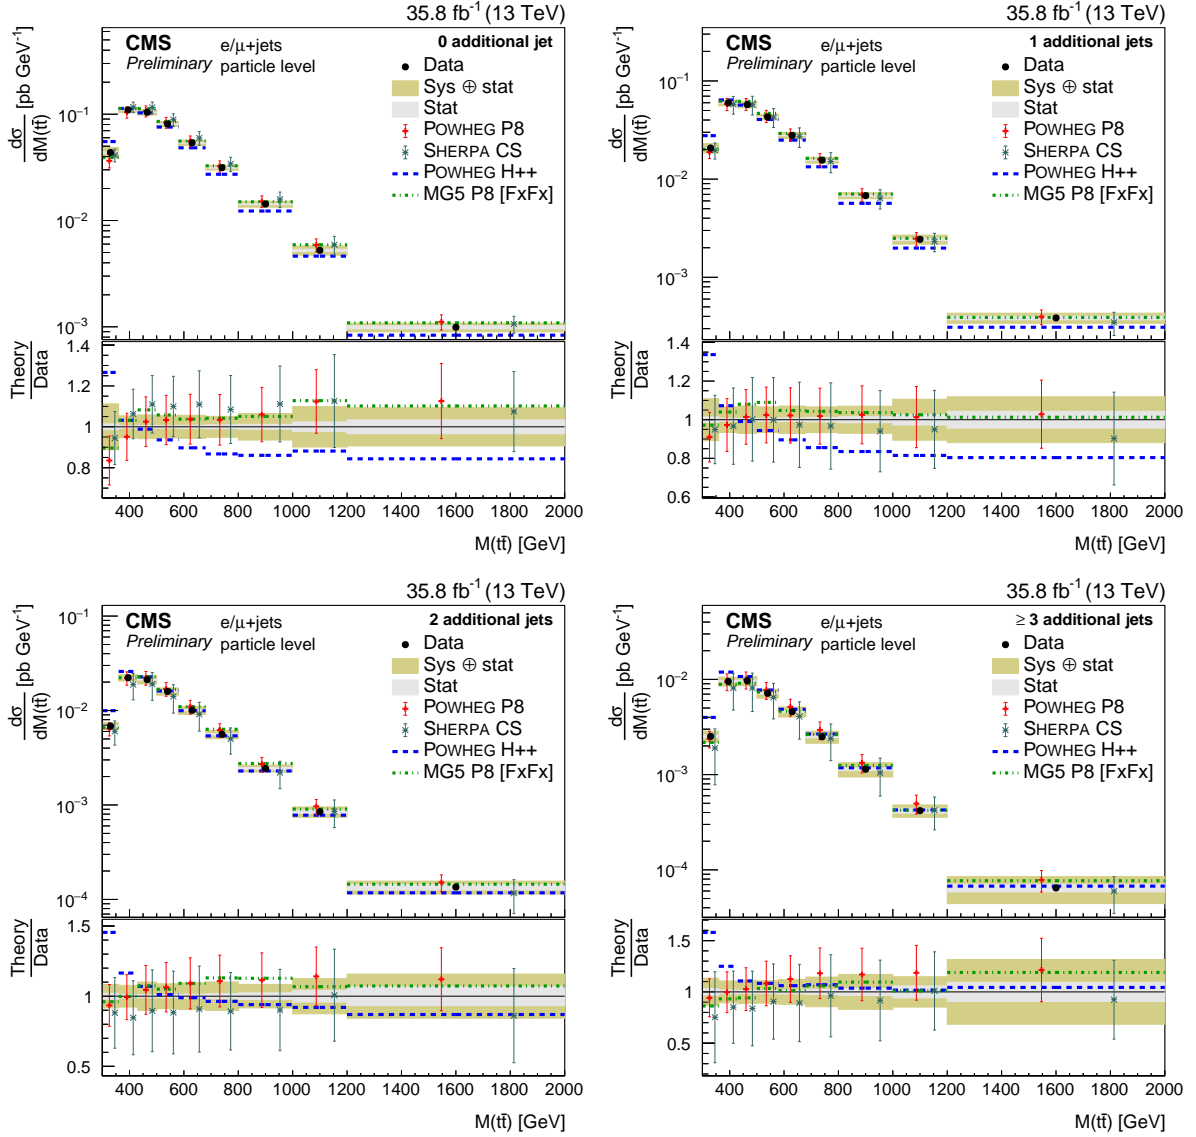 35.8 fb⁻¹ (13 TeV)
CMS
Preliminary
e/μ+jets
particle level
0 additional jet
Data
Sys ⊕ stat
Stat
POWHEG P8
SHERPA CS
POWHEG H++
MG5 P8 [FxFx]
dσ
dM(tt̄) [pb GeV⁻¹]
10⁻¹
10⁻²
10⁻³
Theory
Data
1.4
1.2
1
0.8
400 600 800 1000 1200 1400 1600 1800 2000
M(tt̄) [GeV]
35.8 fb⁻¹ (13 TeV)
CMS
Preliminary
e/μ+jets
particle level
1 additional jets
Data
Sys ⊕ stat
Stat
POWHEG P8
SHERPA CS
POWHEG H++
MG5 P8 [FxFx]
dσ
dM(tt̄) [pb GeV⁻¹]
10⁻¹
10⁻²
10⁻³
Theory
Data
1.4
1.2
1
0.8
0.6
400 600 800 1000 1200 1400 1600 1800 2000
M(tt̄) [GeV]
35.8 fb⁻¹ (13 TeV)
CMS
Preliminary
e/μ+jets
particle level
2 additional jets
Data
Sys ⊕ stat
Stat
POWHEG P8
SHERPA CS
POWHEG H++
MG5 P8 [FxFx]
dσ
dM(tt̄) [pb GeV⁻¹]
10⁻¹
10⁻²
10⁻³
10⁻⁴
Theory
Data
1.5
1
0.5
400 600 800 1000 1200 1400 1600 1800 2000
M(tt̄) [GeV]
35.8 fb⁻¹ (13 TeV)
CMS
Preliminary
e/μ+jets
particle level
≥ 3 additional jets
Data
Sys ⊕ stat
Stat
POWHEG P8
SHERPA CS
POWHEG H++
MG5 P8 [FxFx]
dσ
dM(tt̄) [pb GeV⁻¹]
10⁻²
10⁻³
10⁻⁴
Theory
Data
1.5
1
0.5
400 600 800 1000 1200 1400 1600 1800 2000
M(tt̄) [GeV]